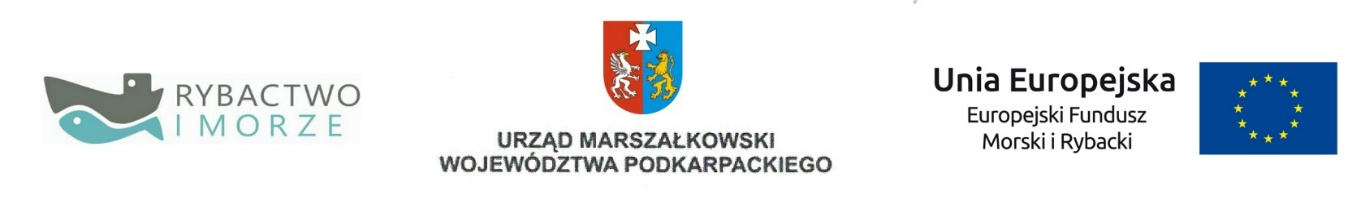 RYBACTWO
I MORZE
URZĄD MARSZAŁKOWSKI
WOJEWÓDZTWA PODKARPACKIEGO
Unia Europejska
Europejski Fundusz
Morski i Rybacki